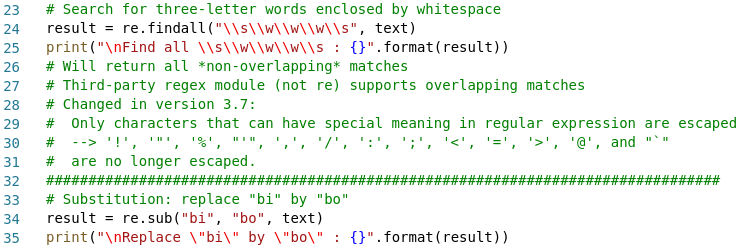 23 # Search for three-letter words enclosed by whitespace
24 result = re.findall("\\s\\w\\w\\w\\s", text)
25 print("\nFind all \\s\\w\\w\\w\\s : {}".format(result))
26 # Will return all *non-overlapping* matches
27 # Third-party regex module (not re) supports overlapping matches
28 # Changed in version 3.7:
29 #  Only characters that can have special meaning in regular expression are escaped
30 #  --> '!', '"', '%', "'", ',', '/', ':', ';', '<', '=', '>', '@', and "`"
31 #  are no longer escaped.
32 ################################################################################
33 # Substitution: replace "bi" by "bo"
34 result = re.sub("bi", "bo", text)
35 print("\nReplace \"bi\" by \"bo\" : {}".format(result))